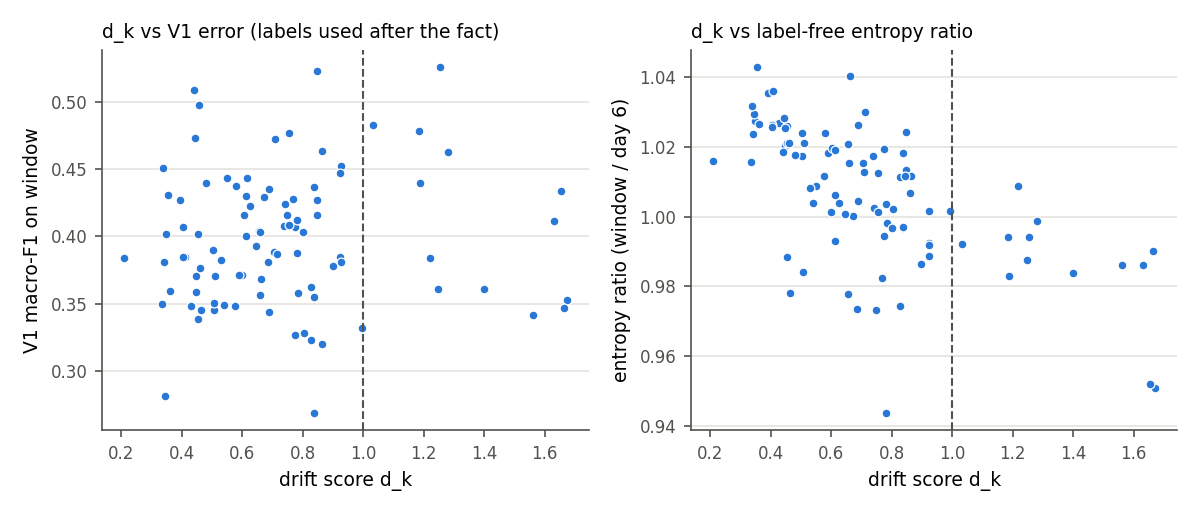 d_k vs V1 error (labels used after the fact)
V1 macro-F1 on window
0.50
0.45
0.40
0.35
0.30
0.2 0.4 0.6 0.8 1.0 1.2 1.4 1.6
drift score d_k
d_k vs label-free entropy ratio
entropy ratio (window / day 6)
1.04
1.02
1.00
0.98
0.96
0.94
0.2 0.4 0.6 0.8 1.0 1.2 1.4 1.6
drift score d_k